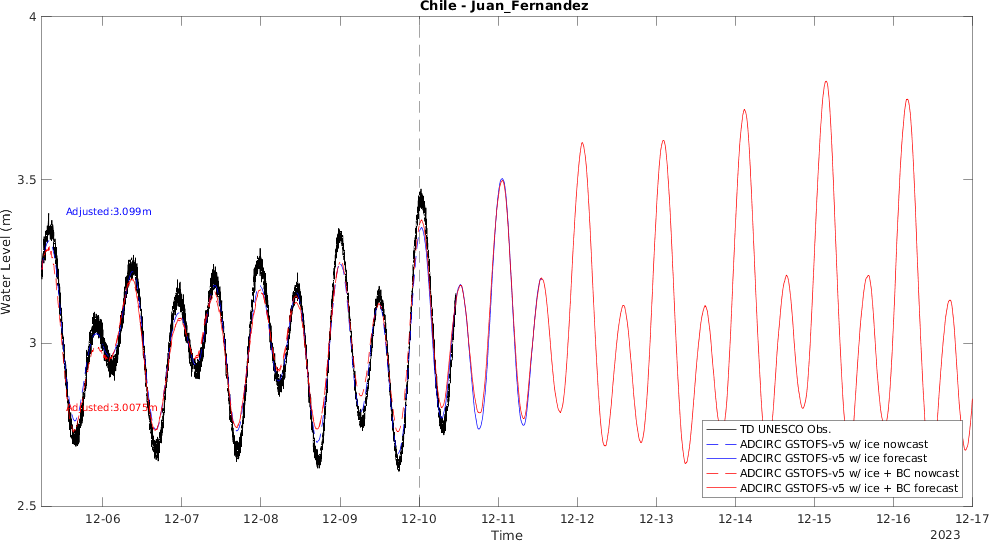 Chile - Juan_Fernandez
4
3.5
3
2.5
Water Level (m)
Adjusted:3.099m
Adjusted:3.0075m
TD UNESCO Obs.
ADCIRC GSTOFS-v5 w/ ice nowcast
ADCIRC GSTOFS-v5 w/ ice forecast
ADCIRC GSTOFS-v5 w/ ice + BC nowcast
ADCIRC GSTOFS-v5 w/ ice + BC forecast
12-06 12-07 12-08 12-09 12-10 12-11 12-12 12-13 12-14 12-15 12-16 12-17
Time
2023